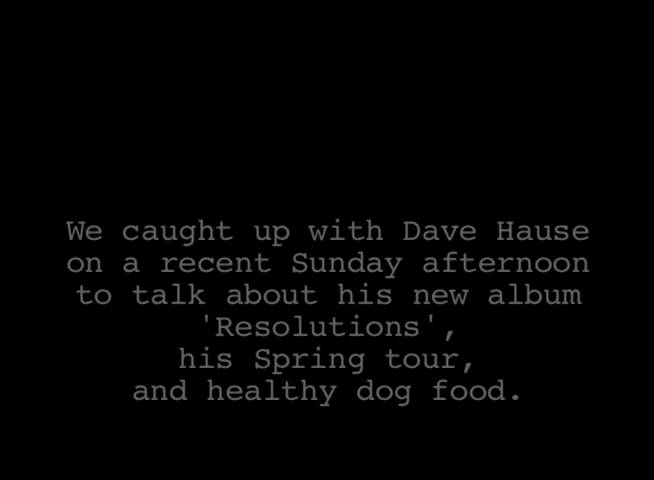 We caught up with Dave Hause
on a recent Sunday afternoon
to talk about his new album
'Resolutions',
his Spring tour,
and healthy dog food.